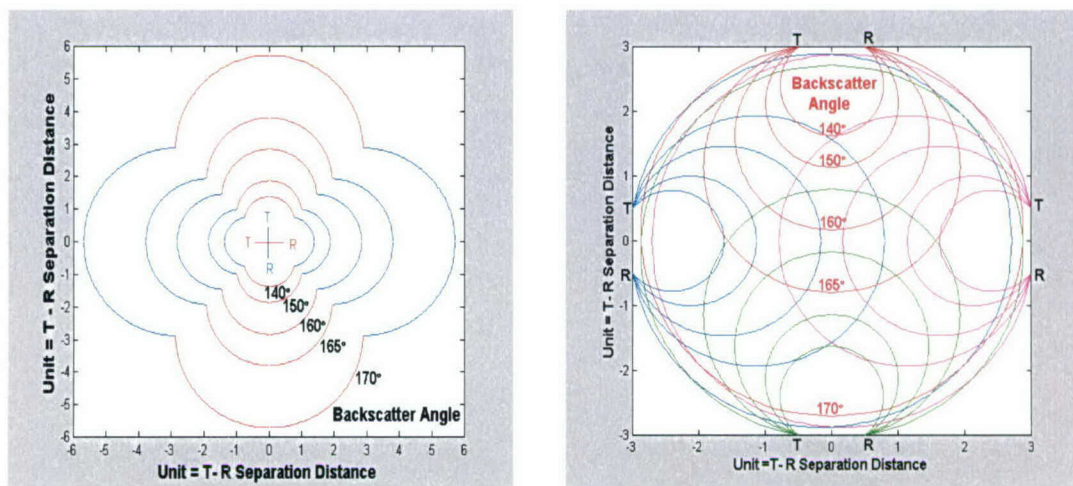 6
5
4
3
2
1
0
-1
-2
-3
-4
-5
-6
-6 -5 -4 -3 -2 -1 0 1 2 3 4 5 6
Unit = T - R Separation Distance
Unit = T- R Separation Distance
T
T R
R
140°
150°
160°
165°
170°
Backscatter Angle
T R
3
2
1
0
-1
-2
-3
-3 -2 -1 0 1 2 3
Unit = T - R Separation Distance
Unit =T- R Separation Distance
Backscatter
Angle
140°
150°
160°
165°
170°
T T
R R
T R